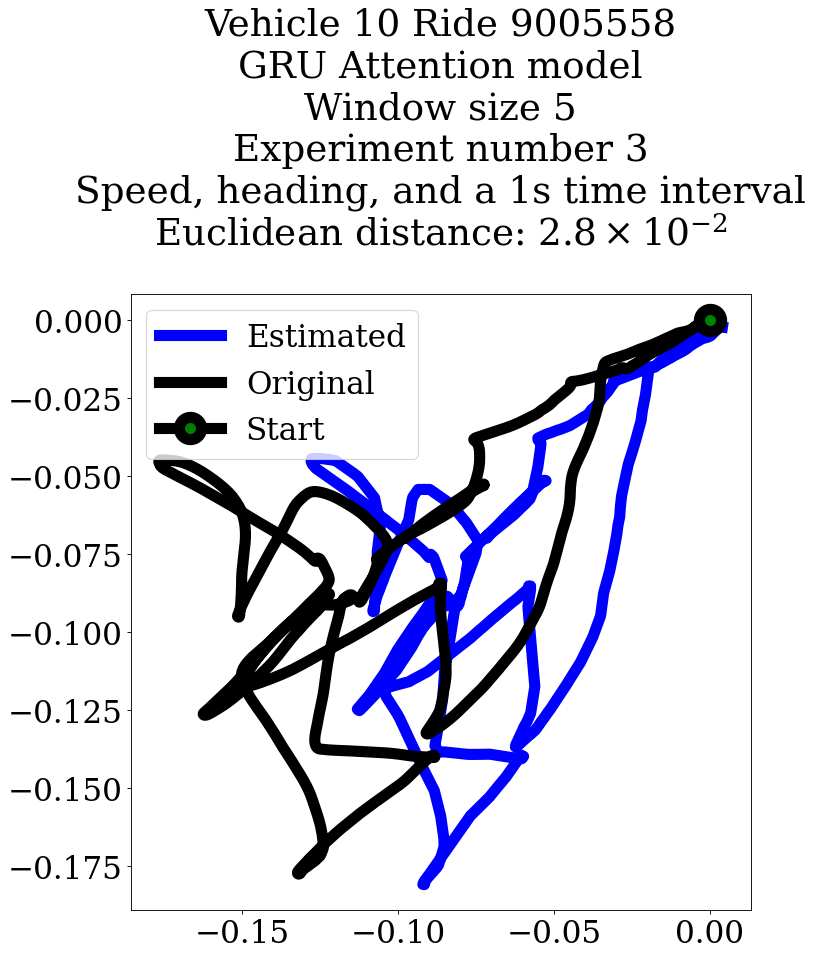 Vehicle 10 Ride 9005558
GRU Attention model
Window size 5
Experiment number 3
Speed, heading, and a 1s time interval
Euclidean distance: 2.8 × 10⁻²
0.000
−0.025
−0.050
−0.075
−0.100
−0.125
−0.150
−0.175
Estimated
Original
Start
−0.15
−0.10
−0.05
0.00